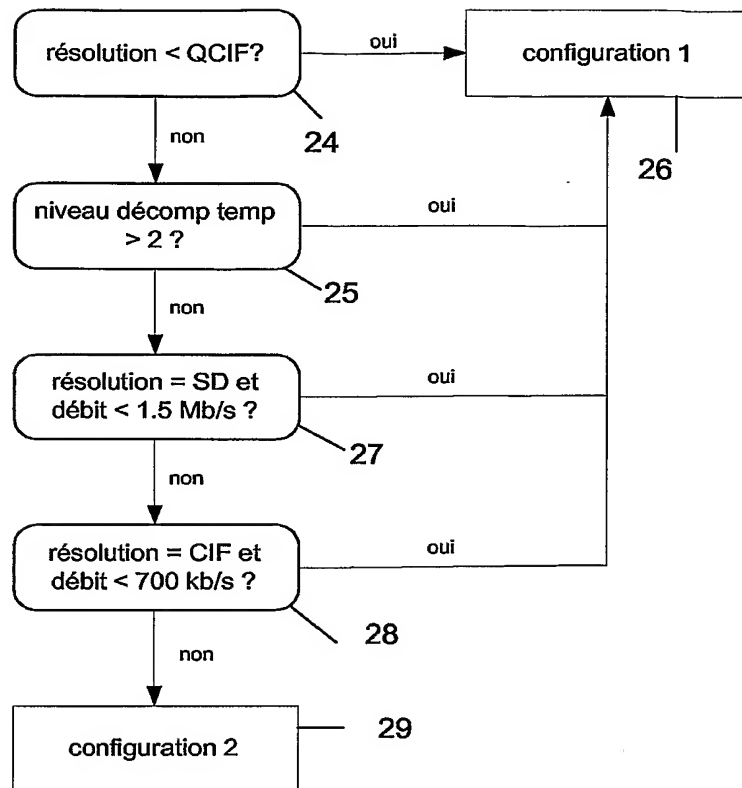 résolution < QCIF?
oui
configuration 1
24
26
non
niveau décomp temp
> 2 ?
oui
25
non
résolution = SD et
débit < 1.5 Mb/s ?
oui
27
non
résolution = CIF et
débit < 700 kb/s ?
oui
28
non
configuration 2
29